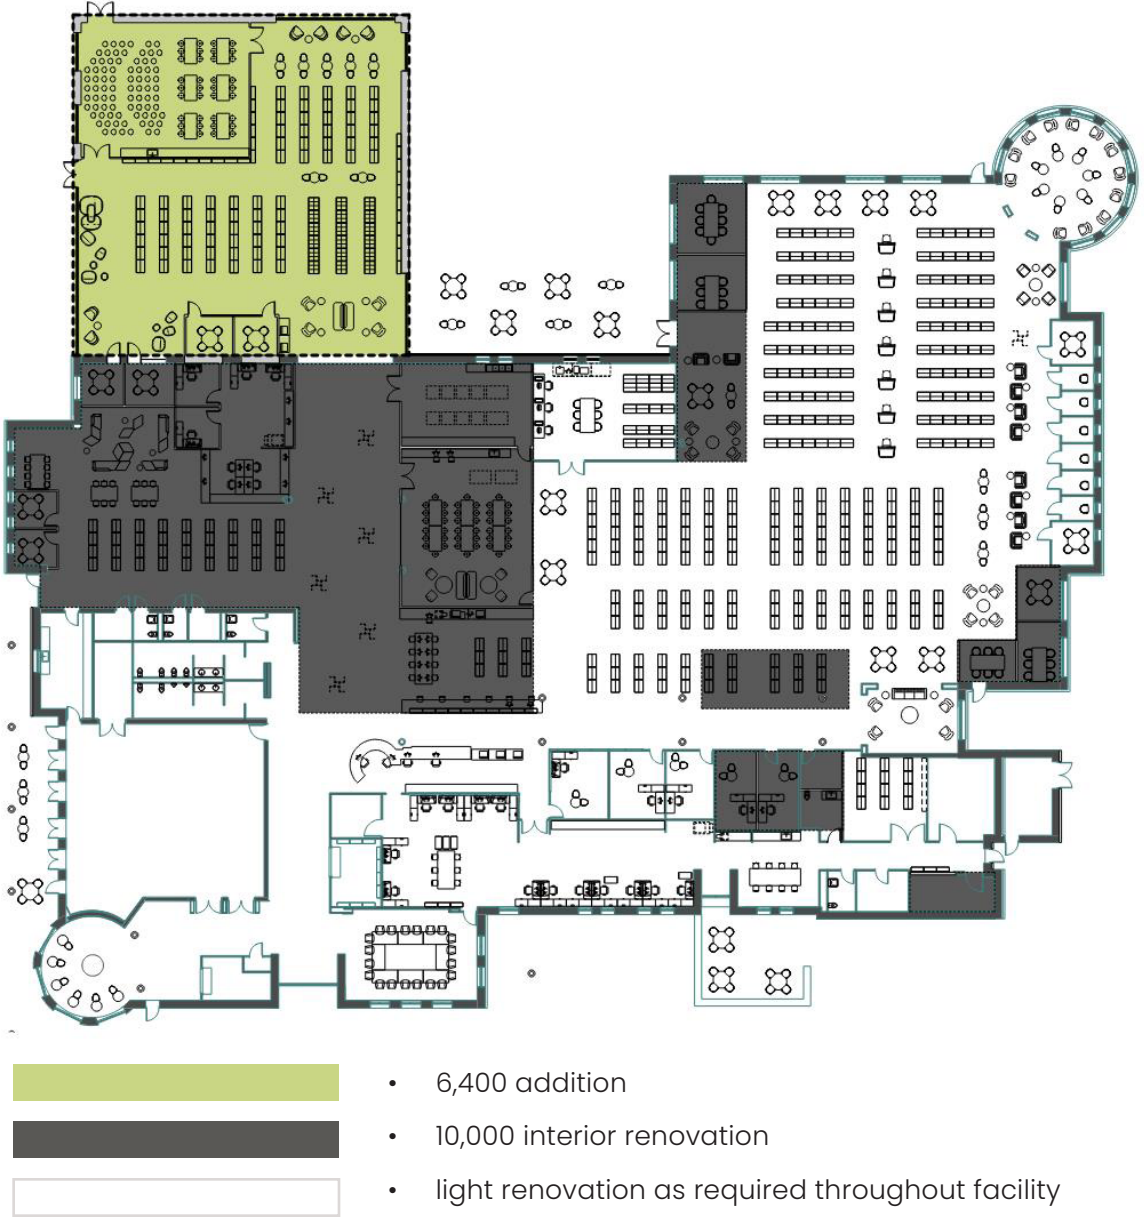 • 6,400 addition
• 10,000 interior renovation
• light renovation as required throughout facility